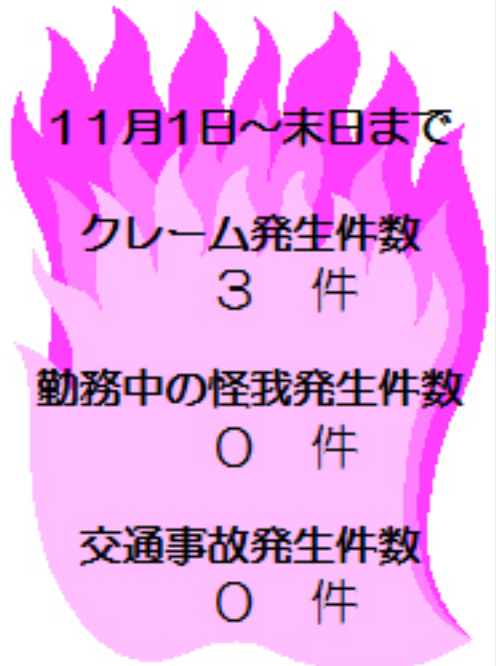 １１月1日～末日まで
クレーム発生件数
３　件
勤務中の怪我発生件数
０　件
交通事故発生件数
０　件